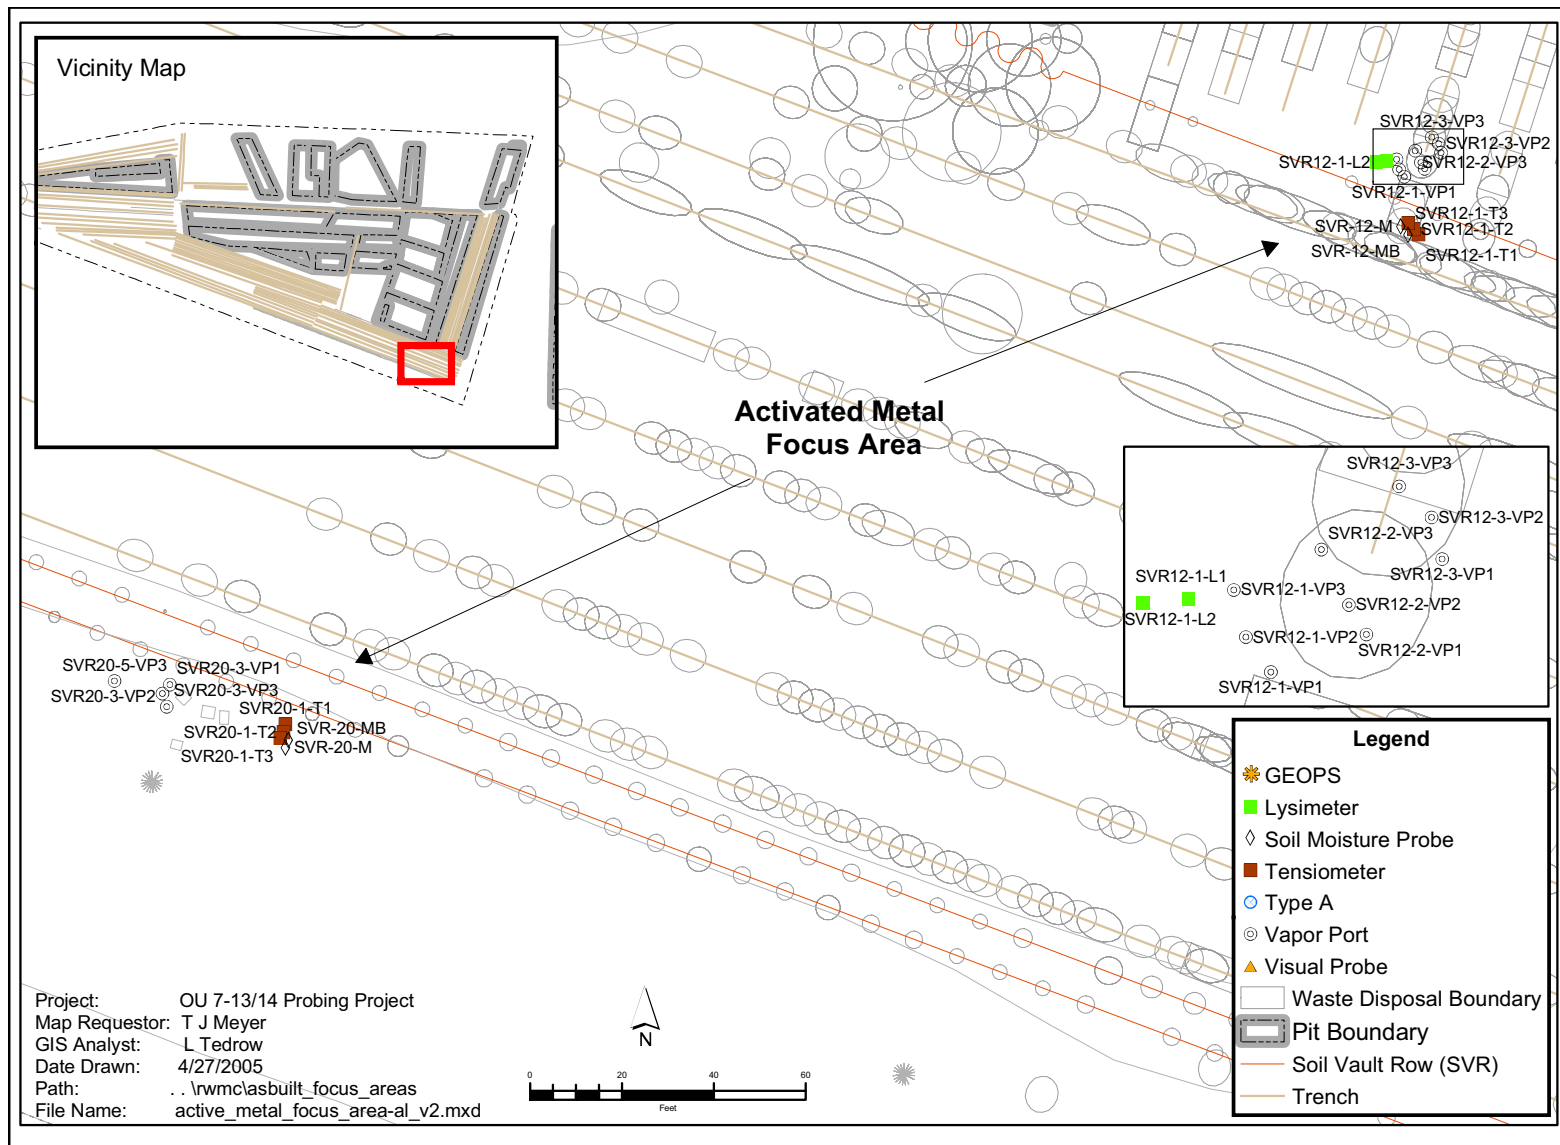 Vicinity Map
SVR12-3-VP3
SVR12-3-VP2
SVR12-1-L2
SVR12-2-VP3
SVR12-1-VP1
SVR12-1-T3
SVR-12-M
SVR12-1-T2
SVR-12-MB
SVR12-1-T1
Activated Metal
Focus Area
SVR12-3-VP3
SVR12-3-VP2
SVR12-2-VP3
SVR12-3-VP1
SVR12-1-L1
SVR12-1-VP3
SVR12-2-VP2
SVR12-1-L2
SVR12-1-VP2
SVR12-2-VP1
SVR12-1-VP1
SVR20-5-VP3
SVR20-3-VP1
SVR20-3-VP2
SVR20-3-VP3
SVR20-1-T1
SVR20-1-T2
SVR-20-MB
SVR-20-M
SVR20-1-T3
Legend
GEOPS
Lysimeter
Soil Moisture Probe
Tensiometer
Type A
Vapor Port
Visual Probe
Waste Disposal Boundary
Pit Boundary
Soil Vault Row (SVR)
Trench
Project: OU 7-13/14 Probing Project
Map Requestor: T J Meyer
GIS Analyst: L Tedrow
Date Drawn: 4/27/2005
Path: . . \rwmc\asbuilt_focus_areas
File Name: active_metal_focus_area-al_v2.mxd
N
0 20 40 60
Feet